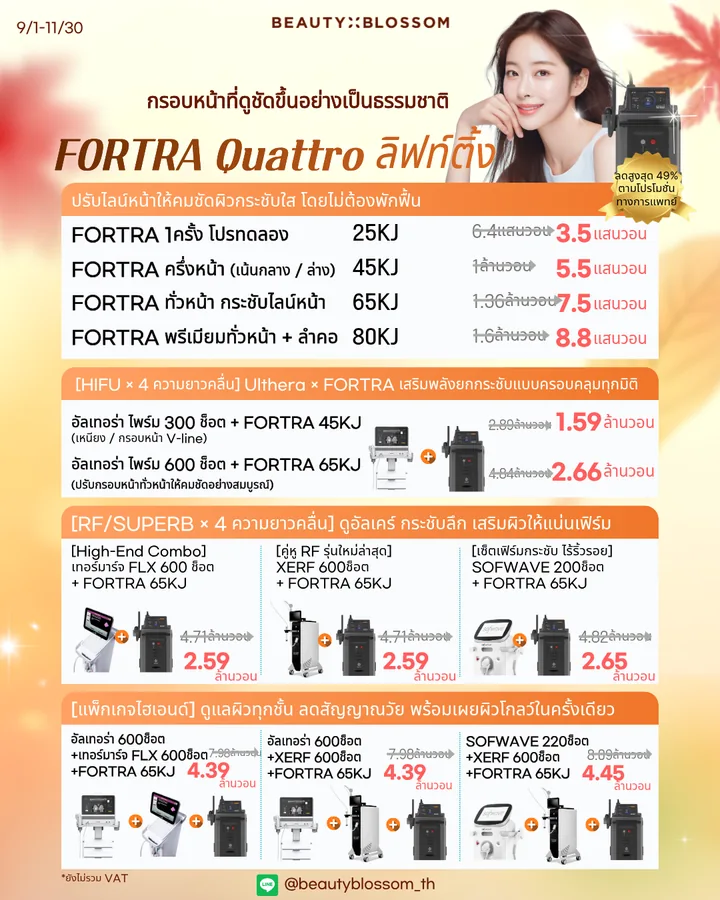 9/1-11/30
BEAUTY BLOSSOM
กรอบหน้าที่ดูชัดขึ้นอย่างเป็นธรรมชาติ
FORTRA Quattro ลิฟท์ติ้ง
ลดสูงสุด 49%
ตามโปรโมชั่น
ทางการแพทย์
ปรับไลน์หน้าให้คมชัดผิวกระชับใส โดยไม่ต้องพักฟื้น
FORTRA 1ครั้ง โปรทดลอง 25KJ 6.4แสนวอน 3.5 แสนวอน
FORTRA ครึ่งหน้า (เน้นกลาง / ล่าง) 45KJ 1ล้านวอน 5.5 แสนวอน
FORTRA ทั่วหน้า กระชับไลน์หน้า 65KJ 1.36ล้านวอน 7.5 แสนวอน
FORTRA พรีเมียมทั่วหน้า + ลำคอ 80KJ 1.6ล้านวอน 8.8 แสนวอน
[HIFU × 4 ความยาวคลื่น] Ulthera × FORTRA เสริมพลังยกกระชับแบบครอบคลุมทุกมิติ
อัลเทอร่า ไพร์ม 300 ช็อต + FORTRA 45KJ 2.89ล้านวอน 1.59 ล้านวอน
(เหนียง / กรอบหน้า V-line)
อัลเทอร่า ไพร์ม 600 ช็อต + FORTRA 65KJ 4.84ล้านวอน 2.66 ล้านวอน
(ปรับกรอบหน้าทั่วหน้าให้คมชัดอย่างสมบูรณ์)
[RF/SUPERB × 4 ความยาวคลื่น] ดูอัลเคร์ กระชับลึก เสริมผิวให้แน่นเฟิร์ม
[High-End Combo]
เทอร์มาร์จ FLX 600 ช็อต
+ FORTRA 65KJ
4.71ล้านวอน
2.59
ล้านวอน
[คู่หู RF รุ่นใหม่ล่าสุด]
XERF 600ช็อต
+ FORTRA 65KJ
4.71ล้านวอน
2.59
ล้านวอน
[เซ็ตเฟิร์มกระชับ ไร้ริ้วรอย]
SOFWAVE 200ช็อต
+ FORTRA 65KJ
4.82ล้านวอน
2.65
ล้านวอน
[แพ็กเกจไฮเอนด์] ดูแลผิวทุกชั้น ลดสัญญาณวัย พร้อมเผยผิวโกลว์ในครั้งเดียว
อัลเทอร่า 600ช็อต
+เทอร์มาร์จ FLX 600ช็อต 7.98ล้านวอน
+FORTRA 65KJ 4.39
ล้านวอน
อัลเทอร่า 600ช็อต
+XERF 600ช็อต 7.98ล้านวอน
+FORTRA 65KJ 4.39
ล้านวอน
SOFWAVE 220ช็อต
+XERF 600ช็อต 8.09ล้านวอน
+FORTRA 65KJ 4.45
ล้านวอน
*ยังไม่รวม VAT
LINE @beautyblossom_th